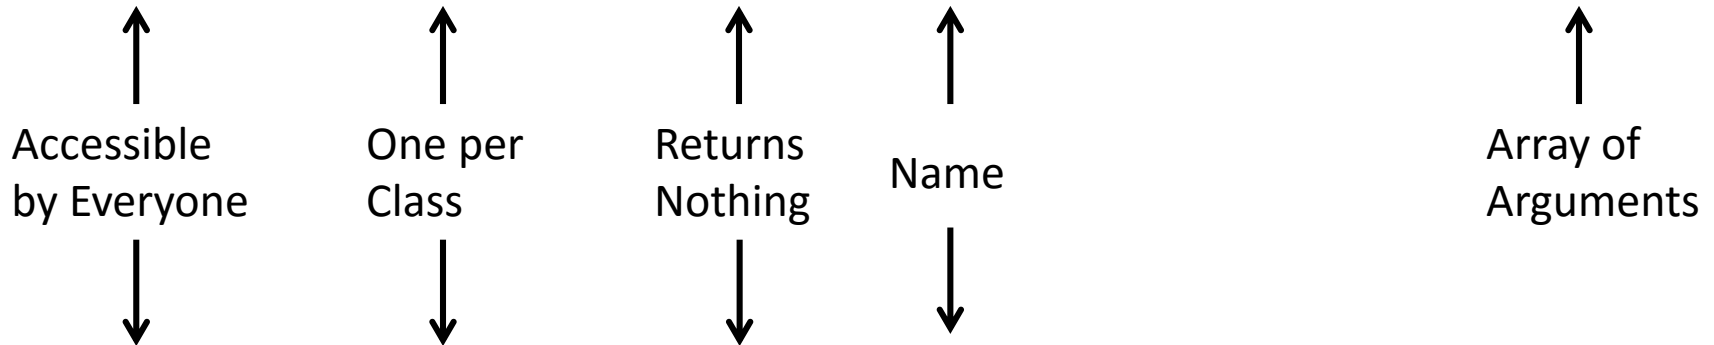 Accessible
by Everyone
One per
Class
Returns
Nothing
Name
Array of
Arguments